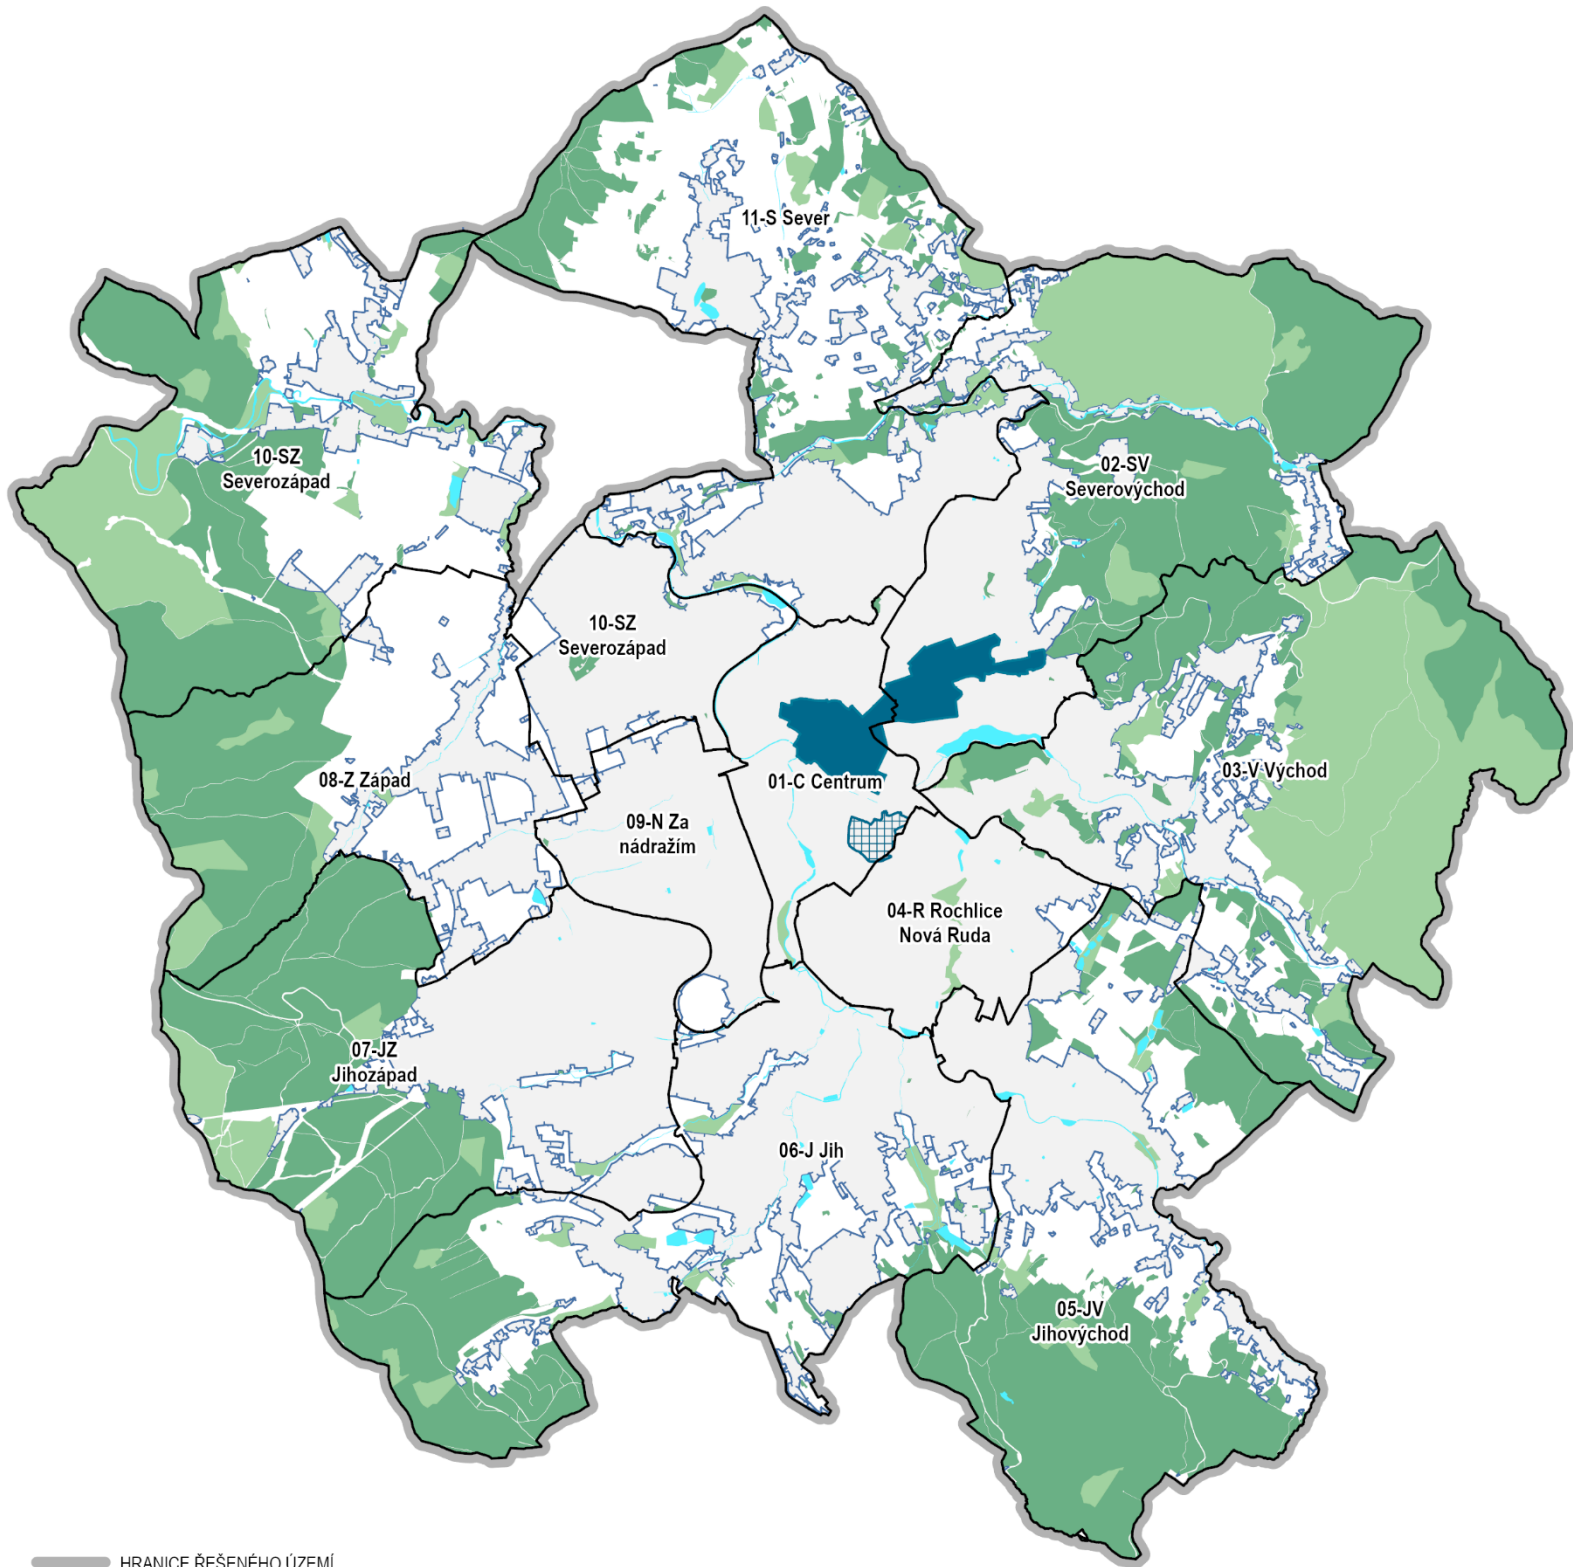 11-S Sever
10-SZ
Severozápad
02-SV
Severovýchod
10-SZ
Severozápad
08-Z Západ
01-C Centrum
03-V Východ
09-N Za
nádražím
04-R Rochlice
Nová Ruda
07-JZ
Jihozápad
06-J Jih
05-JV
Jihovýchod
HRANICE ŘEŠENÉHO ÚZEMÍ